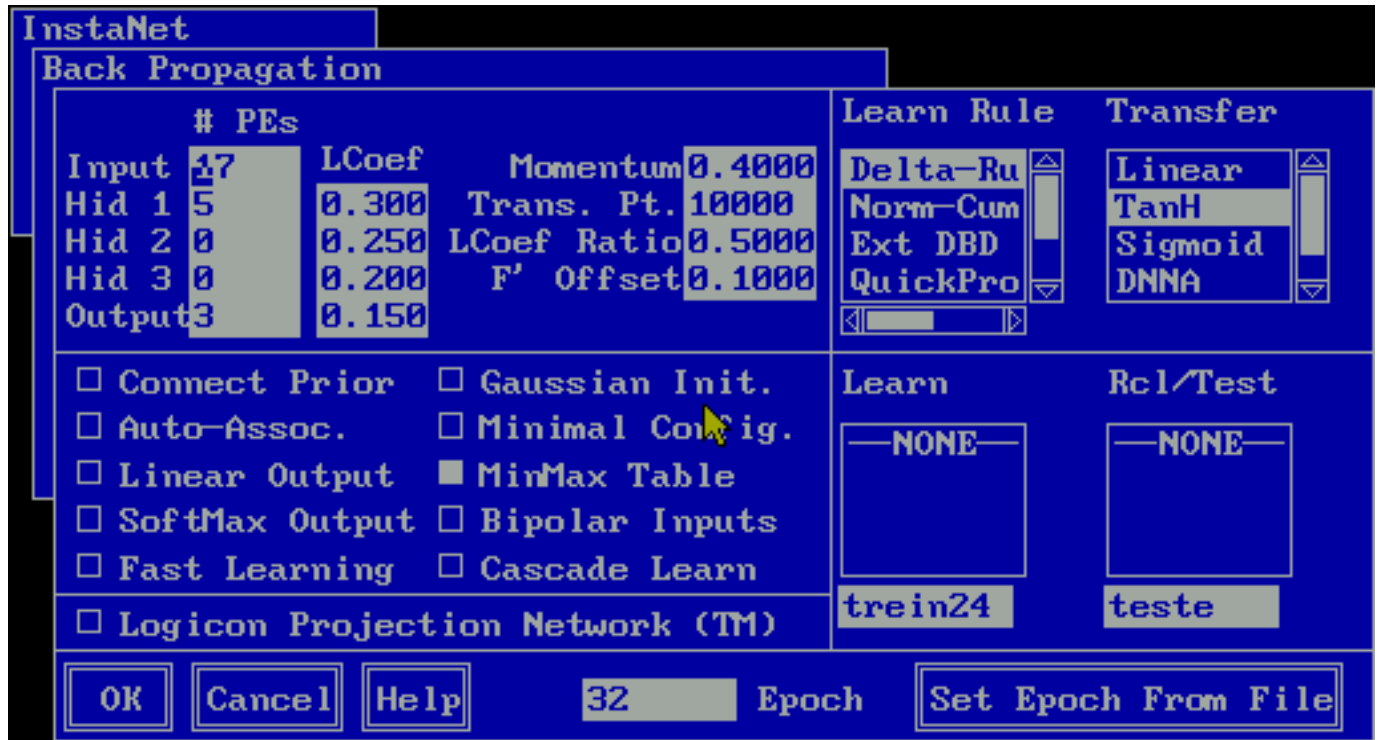 InstaNet
Back Propagation
# PEs
LCoef
Input 17
Hid 1 5 0.300
Hid 2 0 0.250
Hid 3 0 0.200
Output 3 0.150
Momentum 0.4000
Trans. Pt. 10000
LCoef Ratio 0.5000
F' Offset 0.1000
Learn Rule
Delta-Ru
Norm-Cum
Ext DBD
QuickPro
Transfer
Linear
TanH
Sigmoid
DNNA
Connect Prior
Auto-Assoc.
Linear Output
SoftMax Output
Fast Learning
Gaussian Init.
Minimal Config.
MinMax Table
Bipolar Inputs
Cascade Learn
Logicon Projection Network (TM)
Learn
NONE
trein24
Rcl/Test
NONE
teste
OK Cancel Help 32 Epoch Set Epoch From File